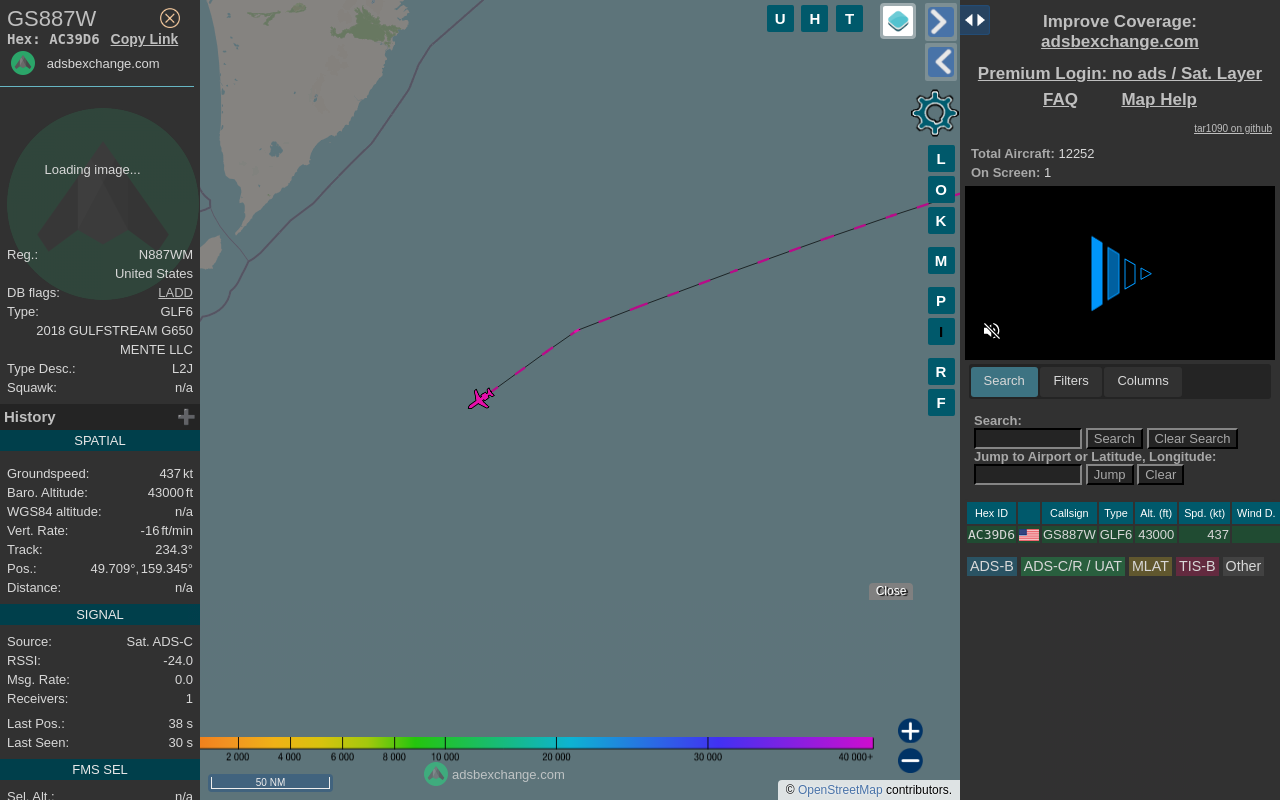 GS887W
Hex: AC39D6 Copy Link
adsbexchange.com
Loading image...
Reg.: N887WM
United States
DB flags: LADD
Type: GLF6
2018 GULFSTREAM G650
MENTE LLC
Type Desc.: L2J
Squawk: n/a
History
SPATIAL
Groundspeed: 437 kt
Baro. Altitude: 43000 ft
WGS84 altitude: n/a
Vert. Rate: -16 ft/min
Track: 234.3°
Pos.: 49.709°, 159.345°
Distance: n/a
SIGNAL
Source: Sat. ADS-C
RSSI: -24.0
Msg. Rate: 0.0
Receivers: 1
Last Pos.: 38 s
Last Seen: 30 s
FMS SEL
Sel. Alt.: n/a
U H T
L
O
K
M
P
I
R
F
Close
2 000 4 000 6 000 8 000 10 000 20 000 30 000 40 000+
50 NM
adsbexchange.com
© OpenStreetMap contributors.
Improve Coverage:
adsbexchange.com
Premium Login: no ads / Sat. Layer
FAQ Map Help
tar1090 on github
Total Aircraft: 12252
On Screen: 1
Search Filters Columns
Search:
Search Clear Search
Jump to Airport or Latitude, Longitude:
Jump Clear
Hex ID Callsign Type Alt. (ft) Spd. (kt) Wind D.
AC39D6 GS887W GLF6 43000 437
ADS-B ADS-C/R / UAT MLAT TIS-B Other